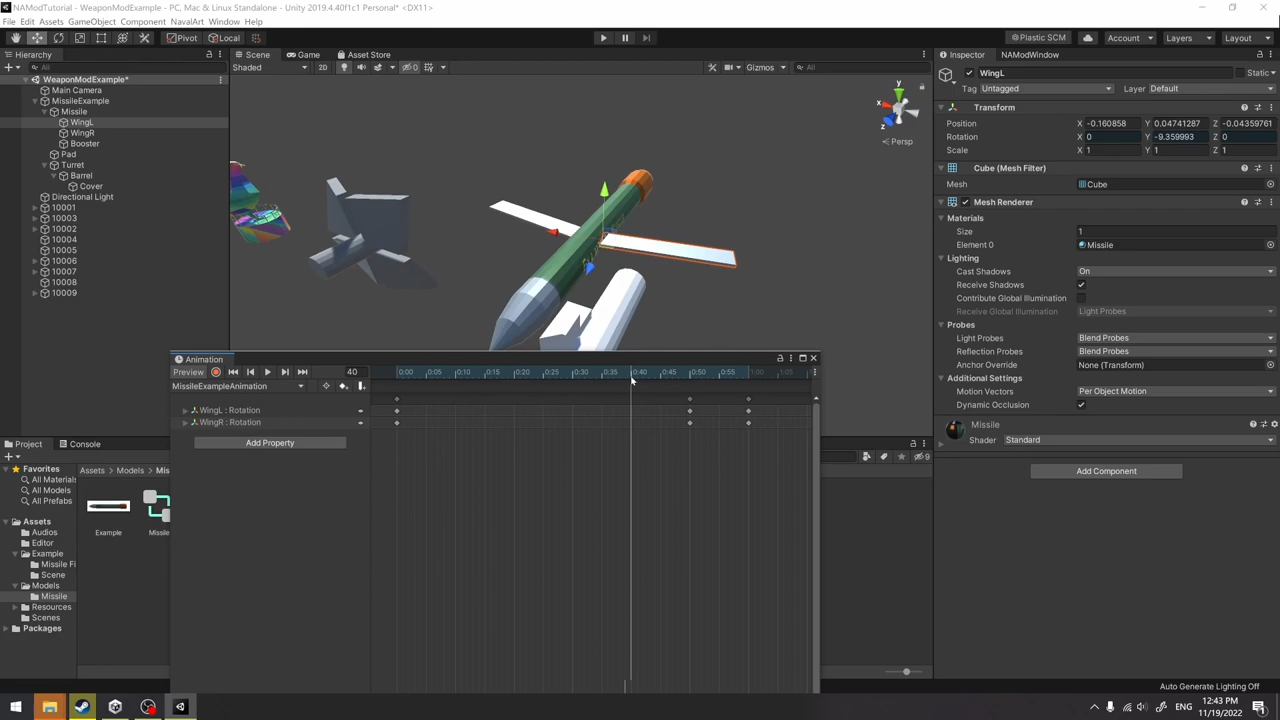 NAModTutorial - WeaponModExample - PC, Mac & Linux Standalone - Unity 2019.4.40f1c1 Personal* <DX11>
File Edit Assets GameObject Component NavalArt Window Help
Pivot Local Plastic SCM Account Layers Layout
Hierarchy Scene Game Asset Store Inspector NAModWindow
All Shaded 2D 0 Gizmos All WingL Static
WeaponModExample* Tag Untagged Layer Default
Main Camera
MissileExample Transform
Missile Position X -0.160858 Y 0.04741287 Z -0.04359761
WingL Rotation X 0 Y -9.359993 Z 0
WingR Scale X 1 Y 1 Z 1
Booster
Pad Cube (Mesh Filter)
Turret Mesh Cube
Barrel
Cover Mesh Renderer
Directional Light Materials
10001 Size 1
10003 Element 0 Missile
10002 Lighting
10004 Cast Shadows On
10005 Receive Shadows
10006 Contribute Global Illumination
10007 Receive Global Illumination Light Probes
10008 Probes
10009 Light Probes Blend Probes
Reflection Probes Blend Probes
Anchor Override None (Transform)
Additional Settings
Motion Vectors Per Object Motion
Dynamic Occlusion
Missile
Shader Standard
Add Component
y
x
z
Persp
Animation
Preview 40 0:00 0:05 0:10 0:15 0:20 0:25 0:30 0:35 0:40 0:45 0:50 0:55 1:00 1:05
MissileExampleAnimation
WingL : Rotation
WingR : Rotation
Add Property
Project Console
9
Favorites Assets Models Mis
All Material
All Models
All Prefabs
Assets Example Missile
Audios
Editor
Example
Missile Fi
Scene
Models
Missile
Resources
Scenes
Packages
Auto Generate Lighting Off
ENG 12:43 PM
11/19/2022